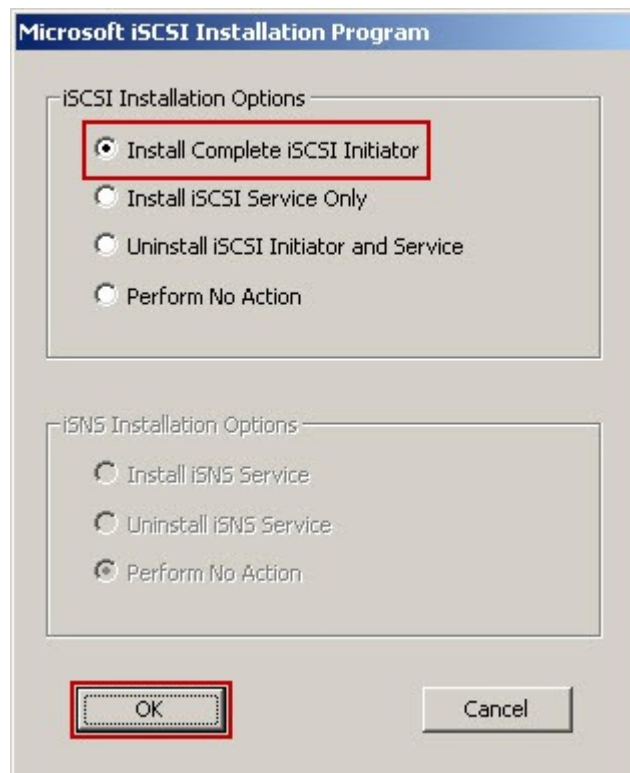 Microsoft iSCSI Installation Program
iSCSI Installation Options
Install Complete iSCSI Initiator
Install iSCSI Service Only
Uninstall iSCSI Initiator and Service
Perform No Action
iSNS Installation Options
Install iSNS Service
Uninstall iSNS Service
Perform No Action
OK
Cancel